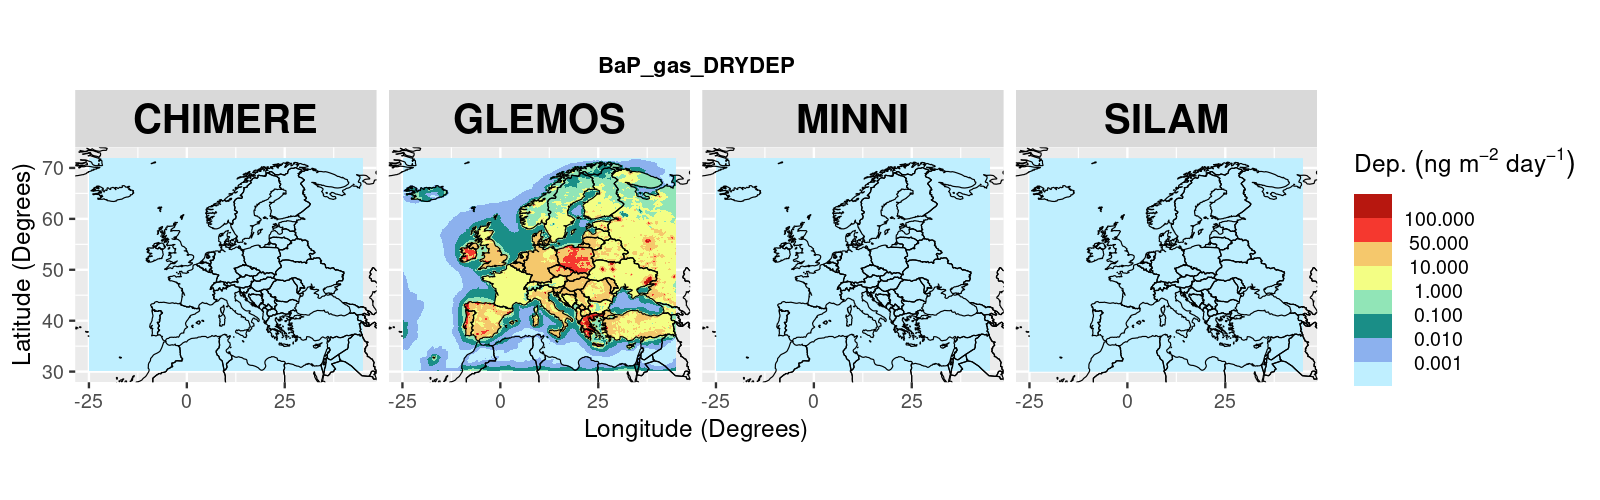 BaP_gas_DRYDEP
CHIMERE GLEMOS MINNI SILAM
Latitude (Degrees)
70
60
50
40
30
-25 0 25 -25 0 25 -25 0 25 -25 0 25
Longitude (Degrees)
Dep. (ng m⁻² day⁻¹)
100.000
50.000
10.000
1.000
0.100
0.010
0.001